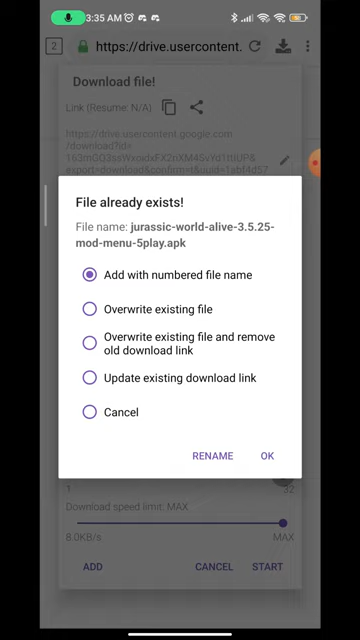 3:35 AM
2
https://drive.usercontent.
Download file!
Link (Resume: N/A)
https://drive.usercontent.google.com
/download?id=
export=download&confirm=t&uuid=1abf4d57
File already exists!
File name: jurassic-world-alive-3.5.25-
mod-menu-5play.apk
Add with numbered file name
Overwrite existing file
Overwrite existing file and remove
old download link
Update existing download link
Cancel
RENAME
OK
1
32
Download speed limit: MAX
8.0KB/s
MAX
ADD
CANCEL
START